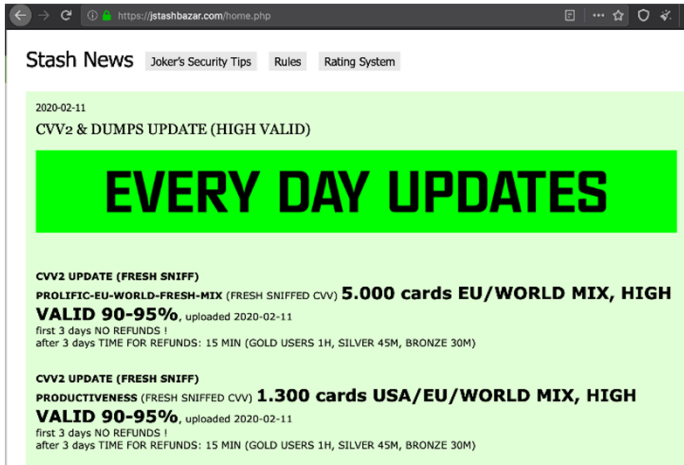 https://jstashbazar.com/home.php
Stash News Joker's Security Tips Rules Rating System
2020-02-11
CVV2 & DUMPS UPDATE (HIGH VALID)
EVERY DAY UPDATES
CVV2 UPDATE (FRESH SNIFF)
PROLIFIC-EU-WORLD-FRESH-MIX (FRESH SNIFFED CVV) 5.000 cards EU/WORLD MIX, HIGH
VALID 90-95%, uploaded 2020-02-11
first 3 days NO REFUNDS !
after 3 days TIME FOR REFUNDS: 15 MIN (GOLD USERS 1H, SILVER 45M, BRONZE 30M)
CVV2 UPDATE (FRESH SNIFF)
PRODUCTIVENESS (FRESH SNIFFED CVV) 1.300 cards USA/EU/WORLD MIX, HIGH
VALID 90-95%, uploaded 2020-02-11
first 3 days NO REFUNDS !
after 3 days TIME FOR REFUNDS: 15 MIN (GOLD USERS 1H, SILVER 45M, BRONZE 30M)